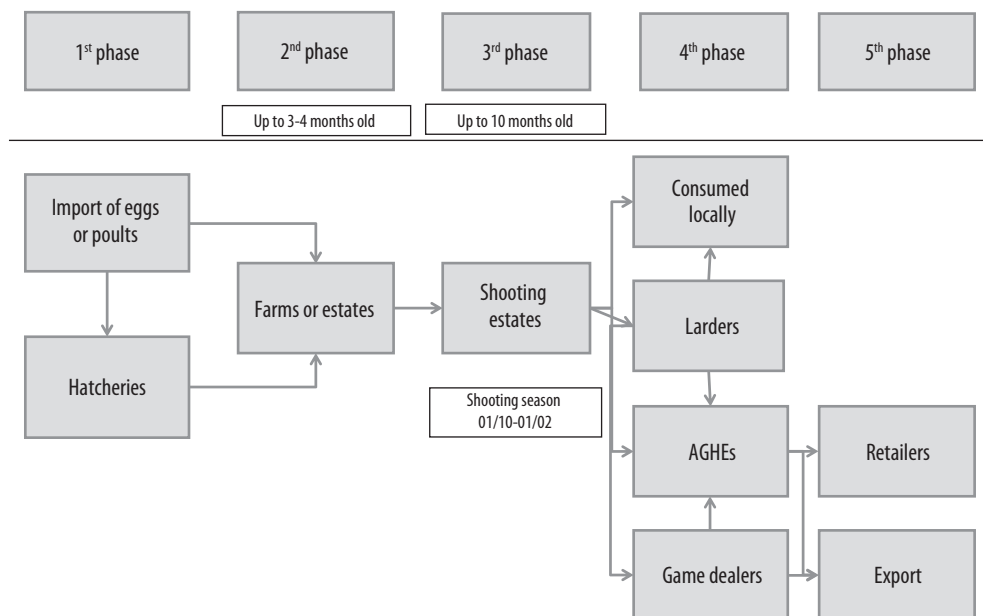 1st phase
2nd phase
3rd phase
4th phase
5th phase
Up to 3-4 months old
Up to 10 months old
Import of eggs
or poults
Hatcheries
Farms or estates
Shooting
estates
Shooting season
01/10-01/02
Consumed
locally
Larders
AGHEs
Game dealers
Retailers
Export